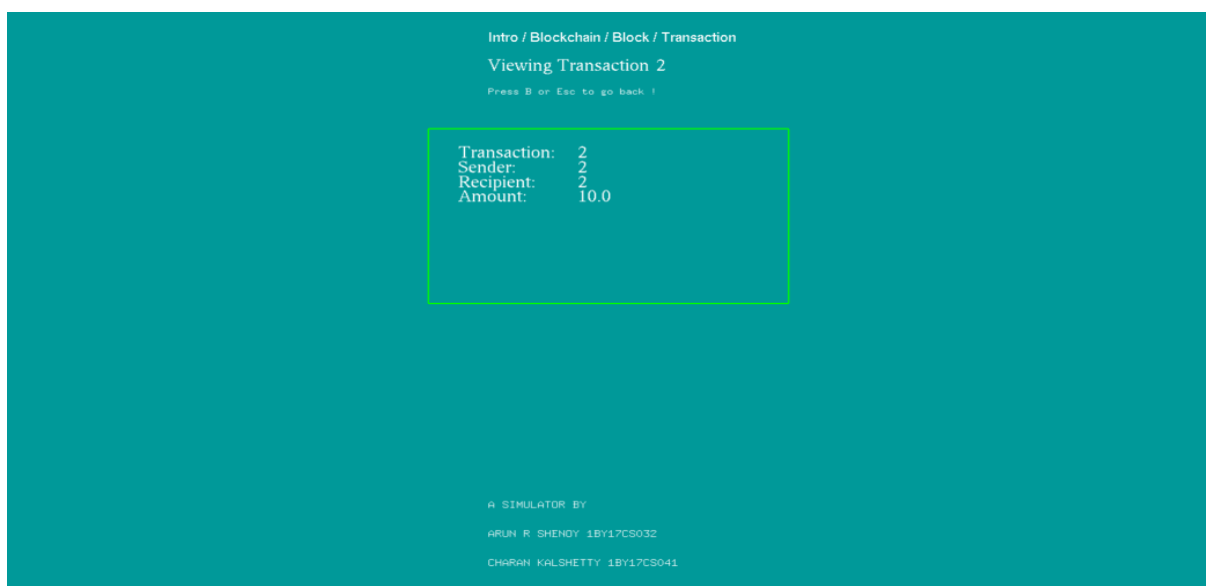 Intro / Blockchain / Block / Transaction
Viewing Transaction 2
Press B or Esc to go back !
Transaction: 2
Sender: 2
Recipient: 2
Amount: 10.0
A SIMULATOR BY
ARUN R SHENOY 1BY17CS032
CHARAN KALSHETTY 1BY17CS041